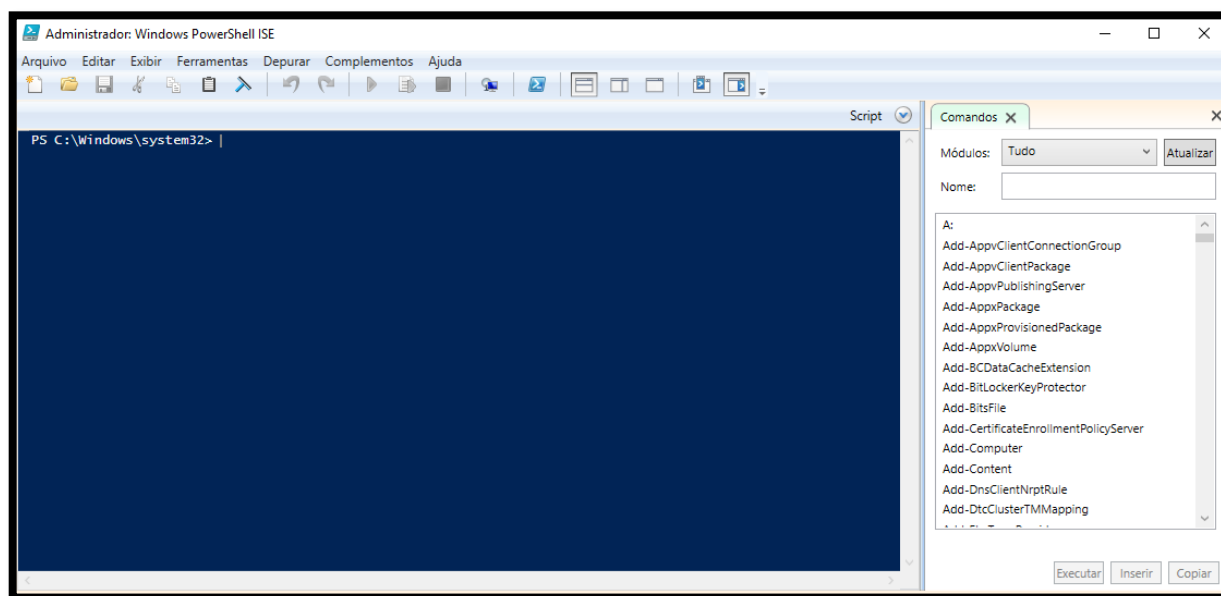 Administrador: Windows PowerShell ISE
Arquivo Editar Exibir Ferramentas Depurar Complementos Ajuda
Script
PS C:\Windows\system32>
Comandos
Módulos: Tudo Atualizar
Nome:
A:
Add-AppvClientConnectionGroup
Add-AppvClientPackage
Add-AppvPublishingServer
Add-AppxPackage
Add-AppxProvisionedPackage
Add-AppxVolume
Add-BCDataCacheExtension
Add-BitLockerKeyProtector
Add-BitsFile
Add-CertificateEnrollmentPolicyServer
Add-Computer
Add-Content
Add-DnsClientNrptRule
Add-DtcClusterTMMapping
Executar Inserir Copiar